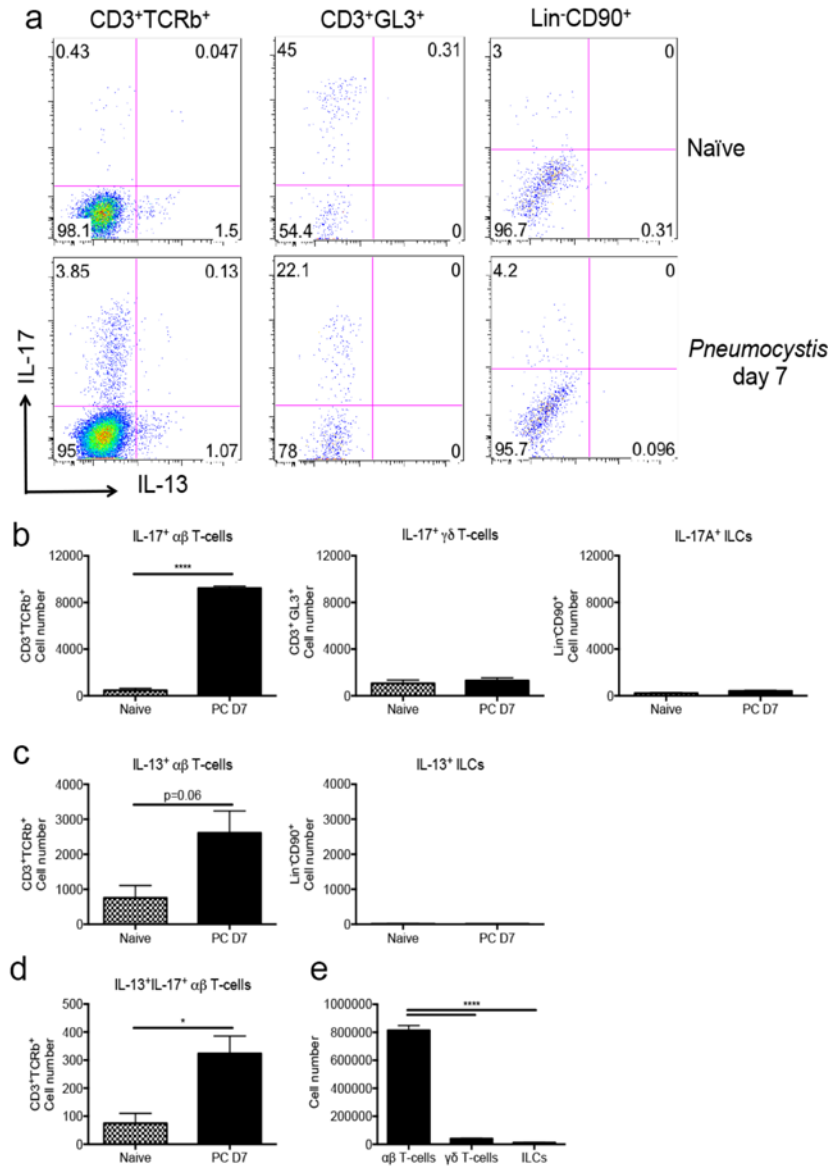 a
CD3⁺TCRb⁺ CD3⁺GL3⁺ Lin⁻CD90⁺
0.43 0.047 45 0.31 3 0
Naïve
98.1 1.5 54.4 0 96.7 0.31
3.85 0.13 22.1 0 4.2 0
IL-17
Pneumocystis
day 7
95 1.07 78 0 95.7 0.096
IL-13
b
IL-17⁺ αβ T-cells
CD3⁺TCRb⁺
Cell number
12000
8000
4000
0
****
Naive PC D7
IL-17⁺ γδ T-cells
CD3⁺ GL3⁺
Cell number
12000
8000
4000
0
Naive PC D7
IL-17A⁺ ILCs
Lin⁻CD90⁺
Cell number
12000
8000
4000
0
Naive PC D7
c
IL-13⁺ αβ T-cells
CD3⁺TCRb⁺
Cell number
4000
3000
2000
1000
0
p=0.06
Naive PC D7
IL-13⁺ ILCs
Lin⁻CD90⁺
Cell number
4000
3000
2000
1000
0
Naive PC D7
d
IL-13⁺IL-17⁺ αβ T-cells
CD3⁺TCRb⁺
Cell number
500
400
300
200
100
0
*
Naive PC D7
e
Cell number
1000000
800000
600000
400000
200000
0
****
αβ T-cells γδ T-cells ILCs